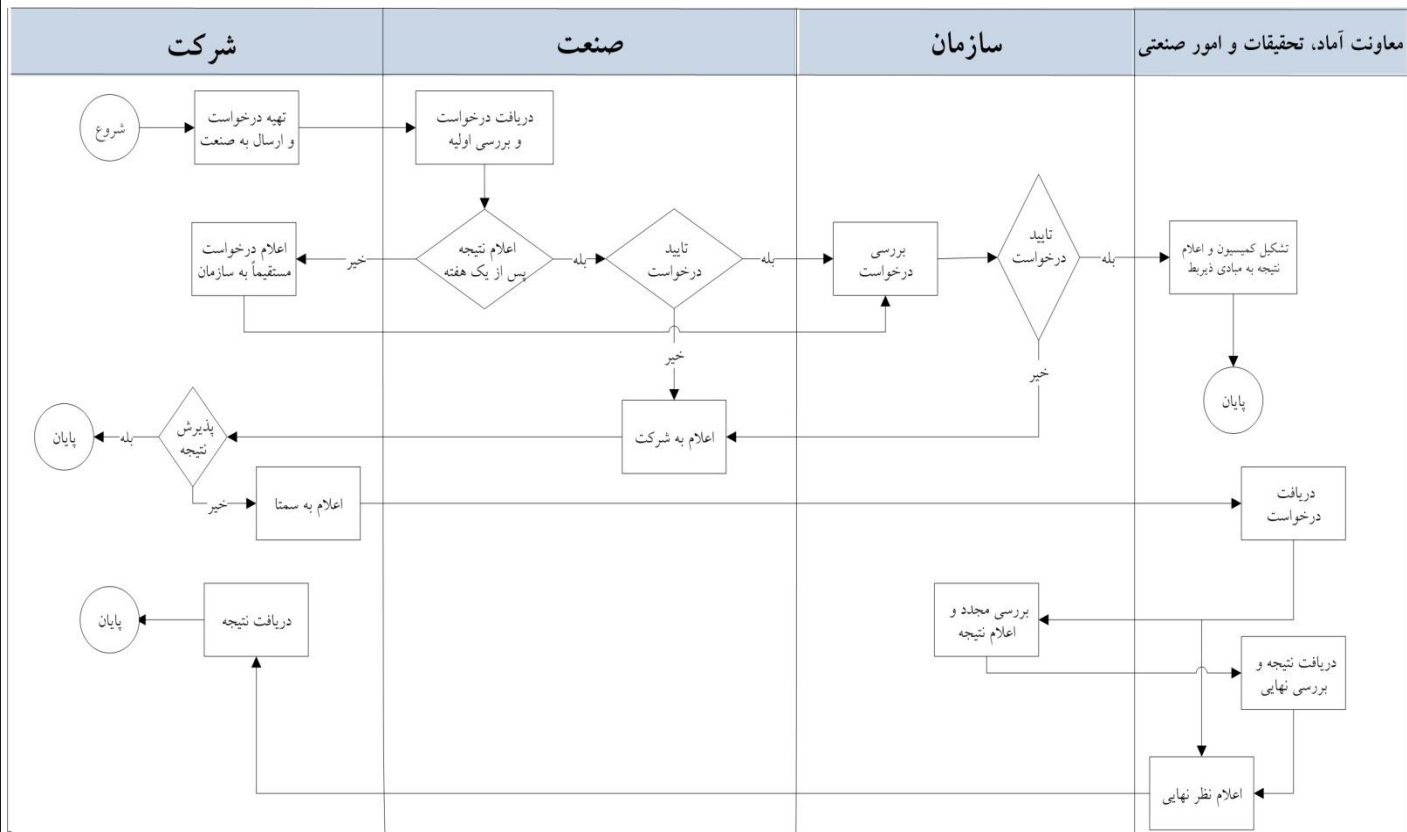 شرکت
صنعت
سازمان
معاونت آماد، تحقیقات و امور صنعتی
شروع
تهیه درخواست
و ارسال به صنعت
دریافت درخواست
و بررسی اولیه
اعلام درخواست
مستقیماً به سازمان
خیر
اعلام نتیجه
پس از یک هفته
بله
تایید
درخواست
بله
بررسی
درخواست
تایید
درخواست
بله
تشکیل کمیسیون و اعلام
نتیجه به مبادی ذیربط
خیر
خیر
پایان
پایان
بله
پذیرش
نتیجه
اعلام به شرکت
خیر
اعلام به سمتا
دریافت
درخواست
پایان
دریافت نتیجه
بررسی مجدد و
اعلام نتیجه
دریافت نتیجه و
بررسی نهایی
اعلام نظر نهایی